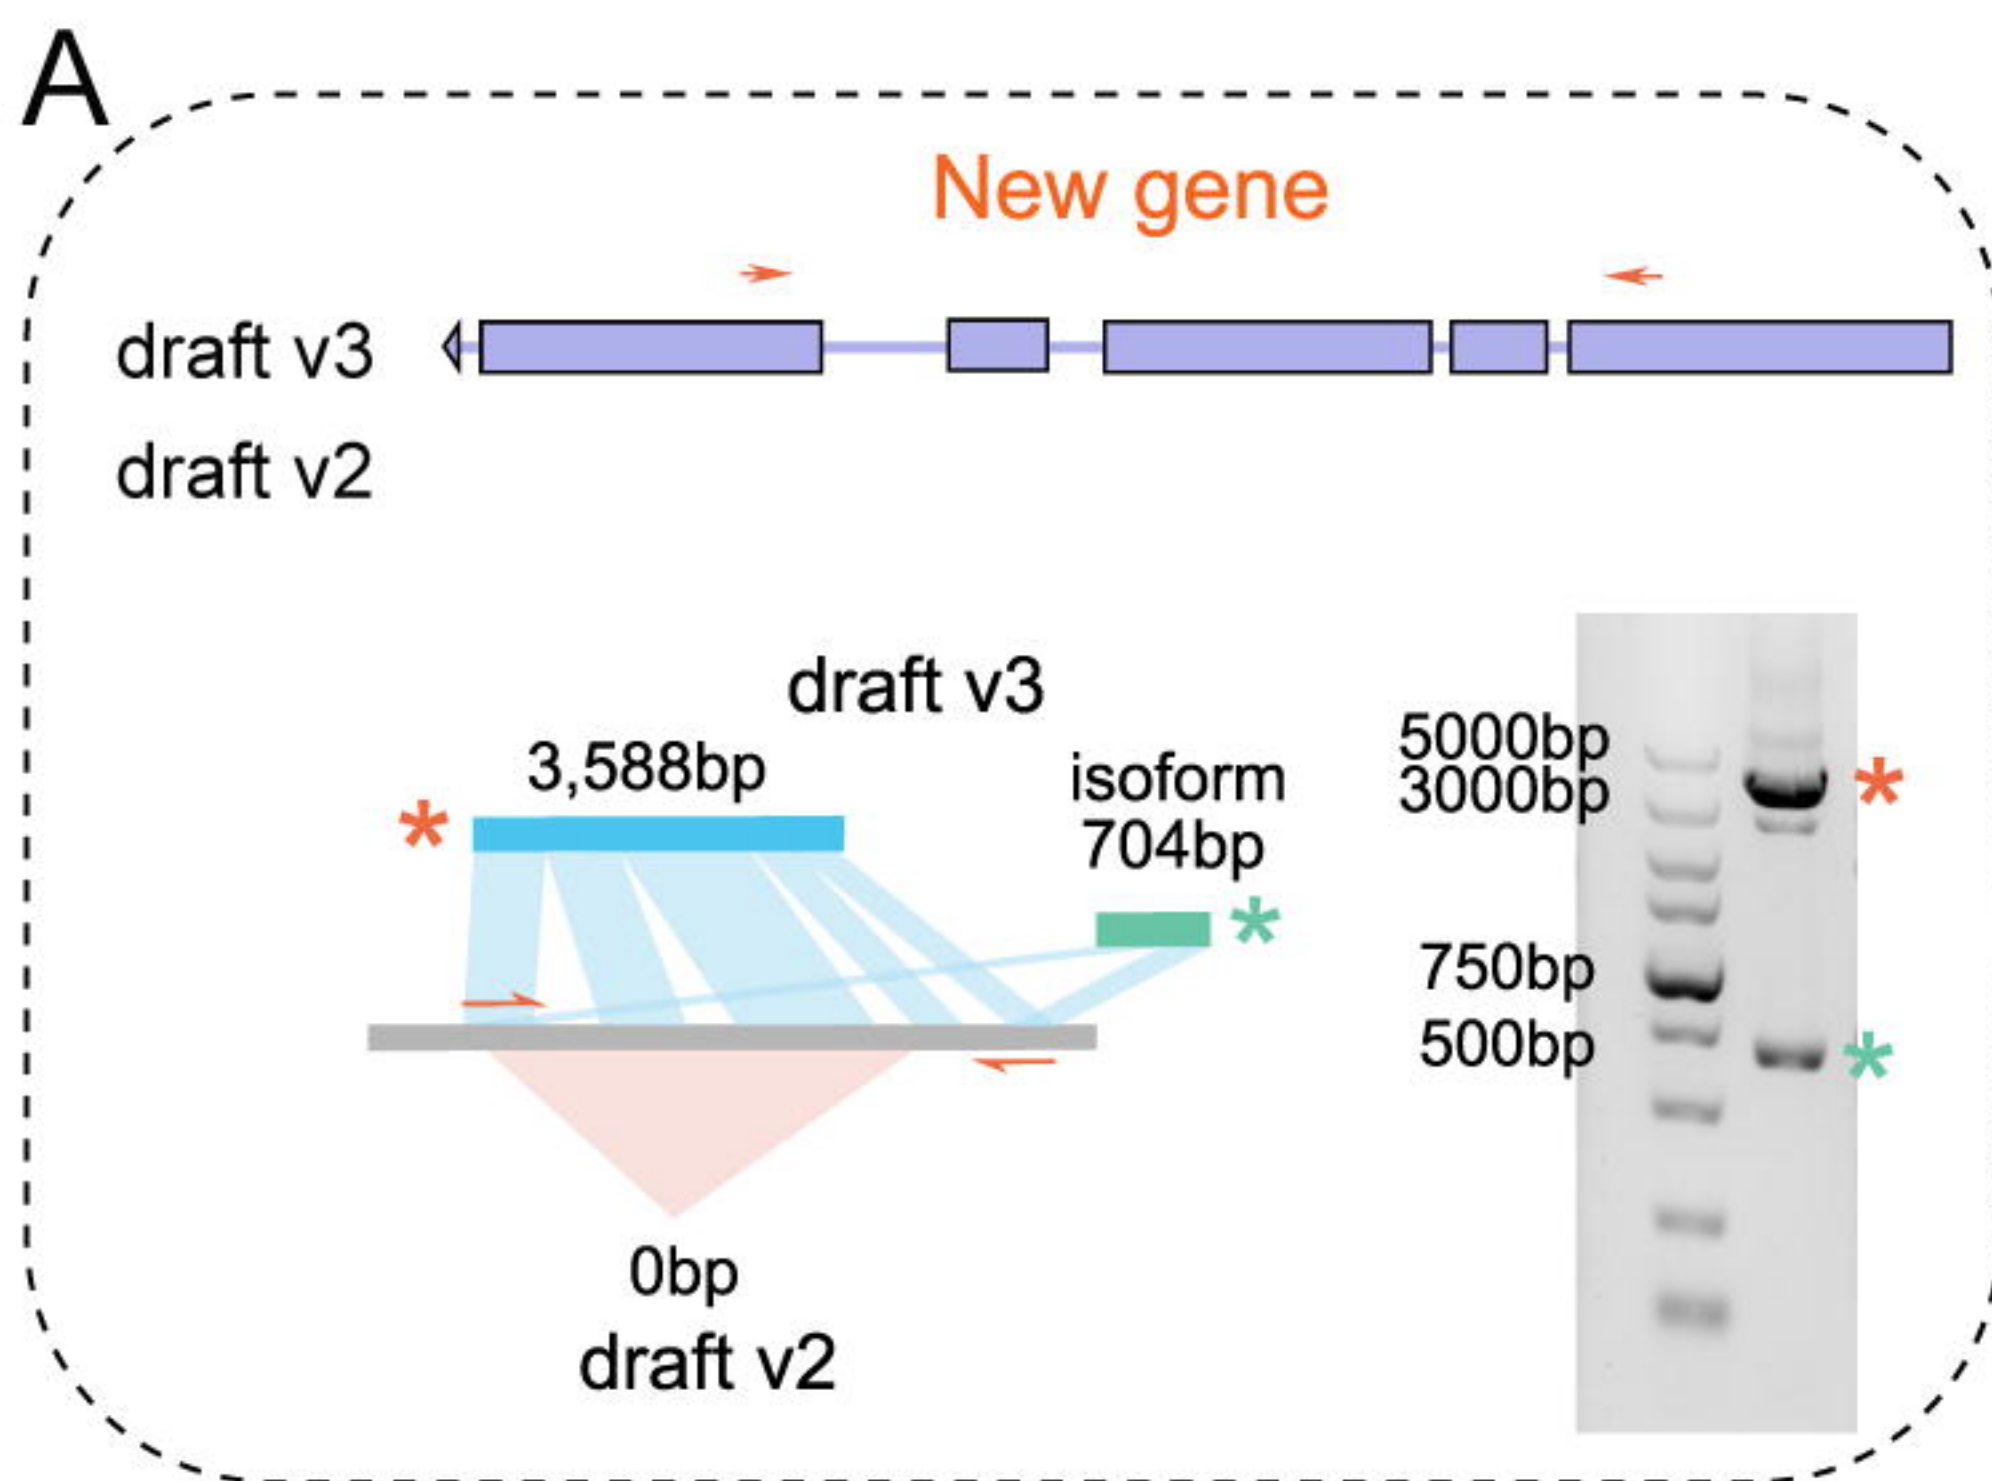 A
New gene
draft v3
draft v2
draft v3
3,588bp
isoform
704bp
*
*
5000bp
3000bp
750bp
500bp
*
*
0bp
draft v2